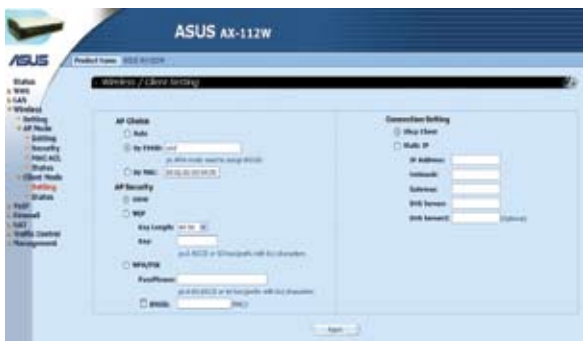 ASUS AX-112W
ASUS
Product Name
Wireless / Client Setting
Status
WAN
LAN
Wireless
Setting
AP Mode
Setting
Security
MAC ACL
Status
Client Mode
Setting
Status
Firewall
NAT
Traffic Control
Management
AP Choice
Auto
By ESSID:
By MAC:
AP Security
OPEN
WEP
Key Length:
Key:
WPA/PSK
PassPhrase:
BSSID:
Connection Setting
Dhcp Client
Static IP
IP Address:
Netmask:
Gateway:
DNS Server:
DNS Server2:
(Optional)
Apply